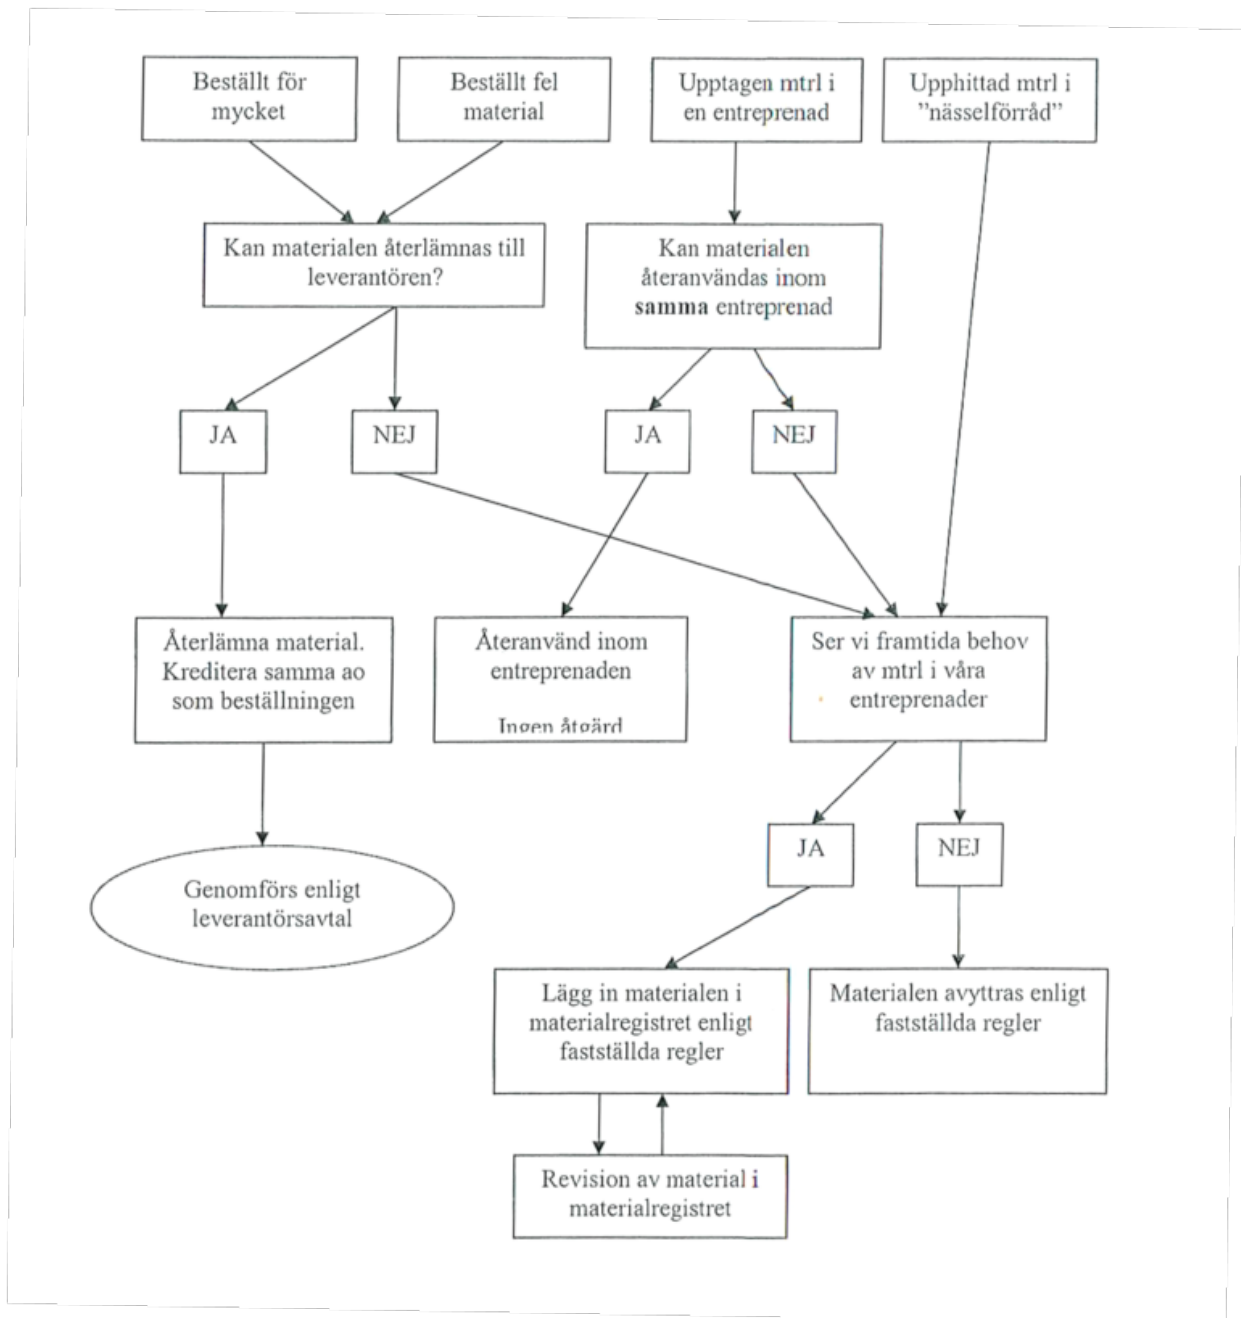 Beställt för
mycket
Beställt fel
material
Upptagen mtrl i
en entreprenad
Upphittad mtrl i
”nässelförråd”
Kan materialen återlämnas till
leverantören?
Kan materialen
återanvändas inom
samma entreprenad
JA
NEJ
JA
NEJ
Återlämna material.
Kreditera samma ao
som beställningen
Återanvänd inom
entreprenaden
Ingen åtgärd
Ser vi framtida behov
av mtrl i våra
entreprenader
JA
NEJ
Genomförs enligt
leverantörsavtal
Lägg in materialen i
materialregistret enligt
fastställda regler
Materialen avyttras enligt
fastställda regler
Revision av material i
materialregistret